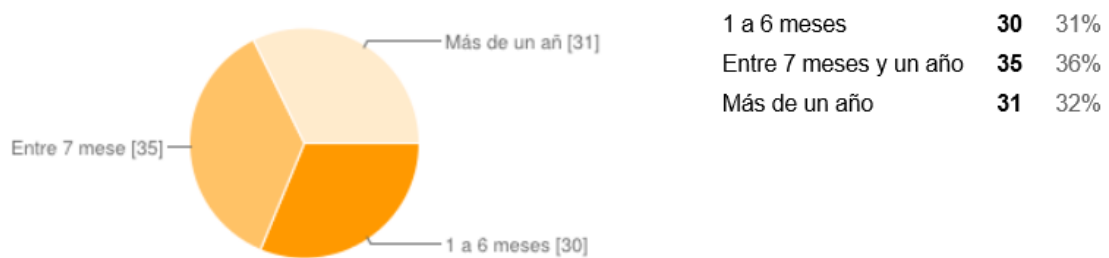 Más de un añ [31]
Entre 7 mese [35]
1 a 6 meses [30]
1 a 6 meses 30 31%
Entre 7 meses y un año 35 36%
Más de un año 31 32%